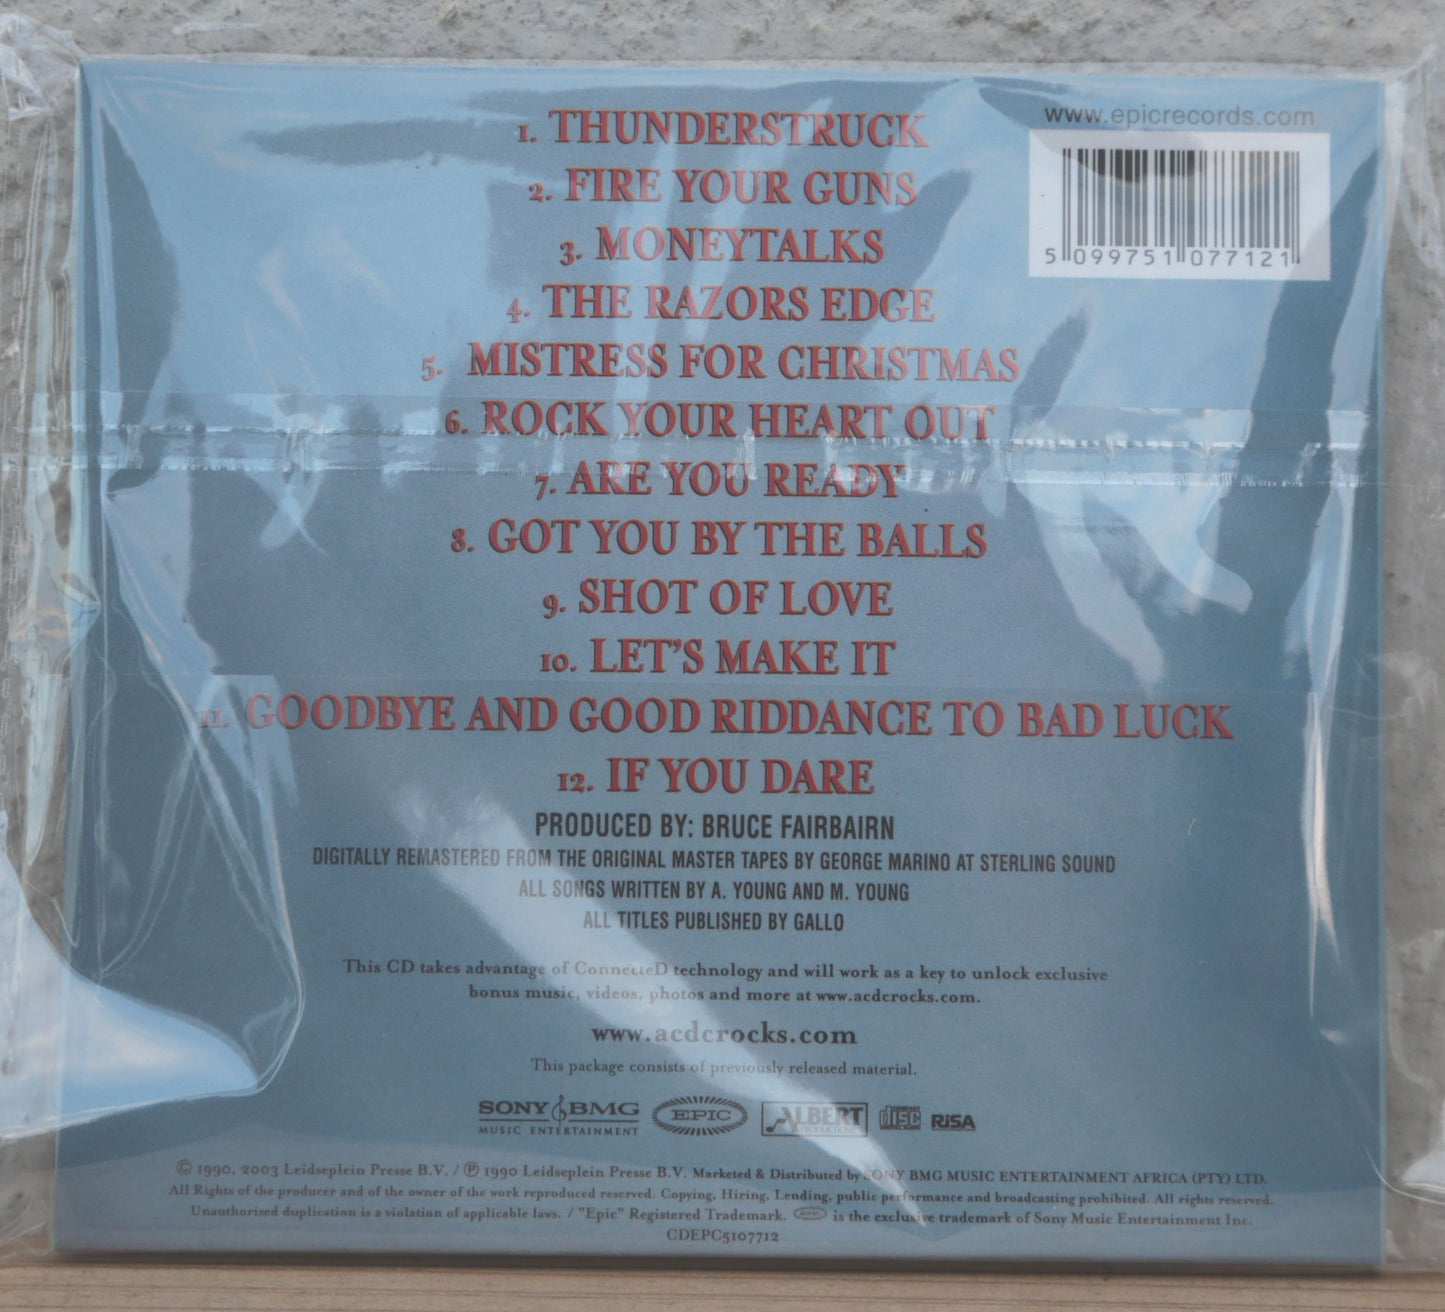 www.epicrecords.com
5 099751 077121
1. THUNDERSTRUCK
2. FIRE YOUR GUNS
3. MONEYTALKS
4. THE RAZORS EDGE
5. MISTRESS FOR CHRISTMAS
6. ROCK YOUR HEART OUT
7. ARE YOU READY
8. GOT YOU BY THE BALLS
9. SHOT OF LOVE
10. LET'S MAKE IT
11. GOODBYE AND GOOD RIDDANCE TO BAD LUCK
12. IF YOU DARE
PRODUCED BY: BRUCE FAIRBAIRN
DIGITALLY REMASTERED FROM THE ORIGINAL MASTER TAPES BY GEORGE MARINO AT STERLING SOUND
ALL SONGS WRITTEN BY A. YOUNG AND M. YOUNG
ALL TITLES PUBLISHED BY GALLO
This CD takes advantage of ConnecteD technology and will work as a key to unlock exclusive
bonus music, videos, photos and more at www.acdcrocks.com.
www.acdcrocks.com
This package consists of previously released material.
SONY BMG EPIC ALBERT disc RiSA
MUSIC ENTERTAINMENT PRODUCTIONS
© 1990, 2003 Leidseplein Presse B.V. / ℗ 1990 Leidseplein Presse B.V. Marketed & Distributed by SONY BMG MUSIC ENTERTAINMENT AFRICA (PTY) LTD.
All Rights of the producer and of the owner of the work reproduced reserved. Copying, Hiring, Lending, public performance and broadcasting prohibited. All rights reserved.
Unauthorised duplication is a violation of applicable laws. / "Epic" Registered Trademark. EPIC is the exclusive trademark of Sony Music Entertainment Inc.
CDEPC5107712